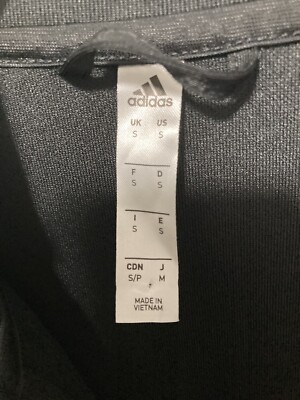 adidas
UK US
S S
F D
S S
I E
S S
CDN J
S/P M
+
MADE IN
VIETNAM